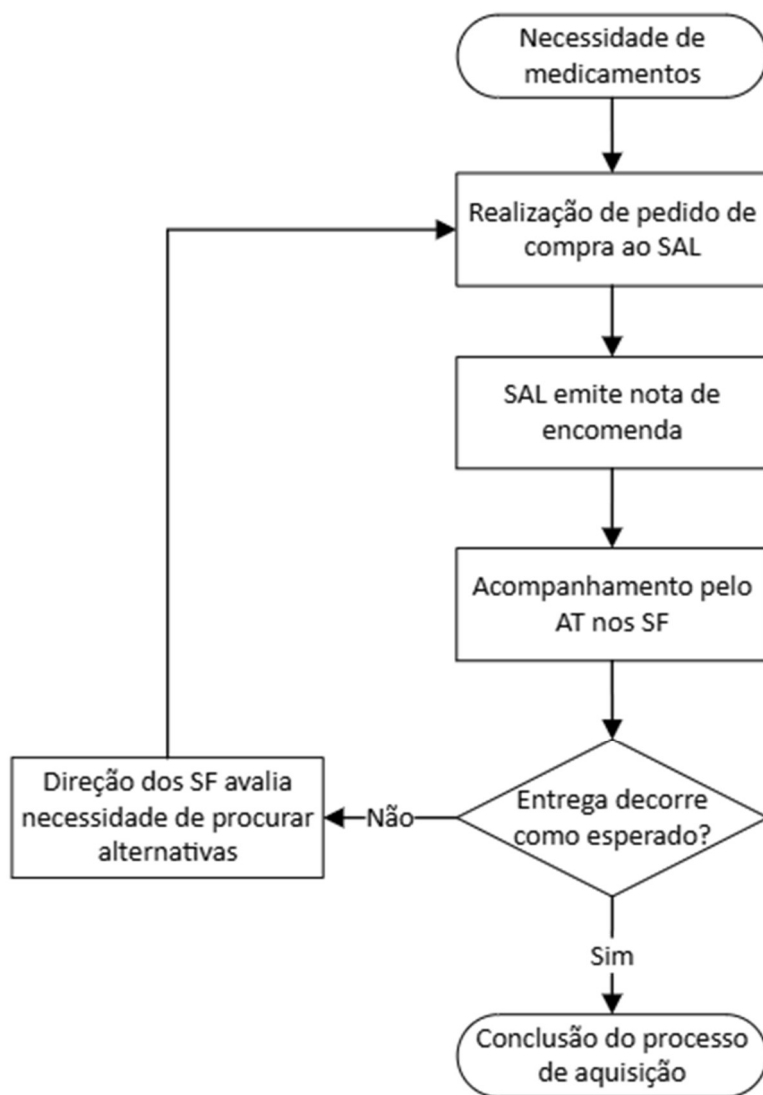 Necessidade de
medicamentos
Realização de pedido de
compra ao SAL
SAL emite nota de
encomenda
Acompanhamento pelo
AT nos SF
Entrega decorre
como esperado?
Não
Direção dos SF avalia
necessidade de procurar
alternativas
Sim
Conclusão do processo
de aquisição